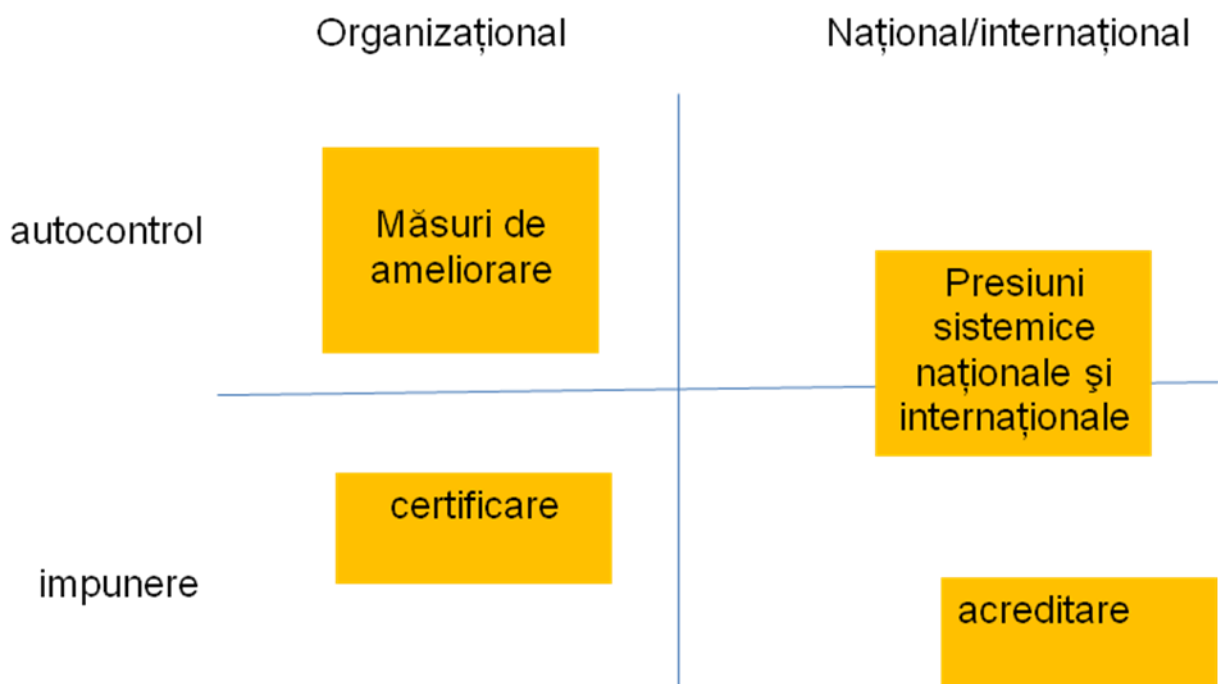 Organizațional
Național/internațional
autocontrol
Măsuri de
ameliorare
Presiuni
sistemice
naționale şi
internaționale
certificare
impunere
acreditare